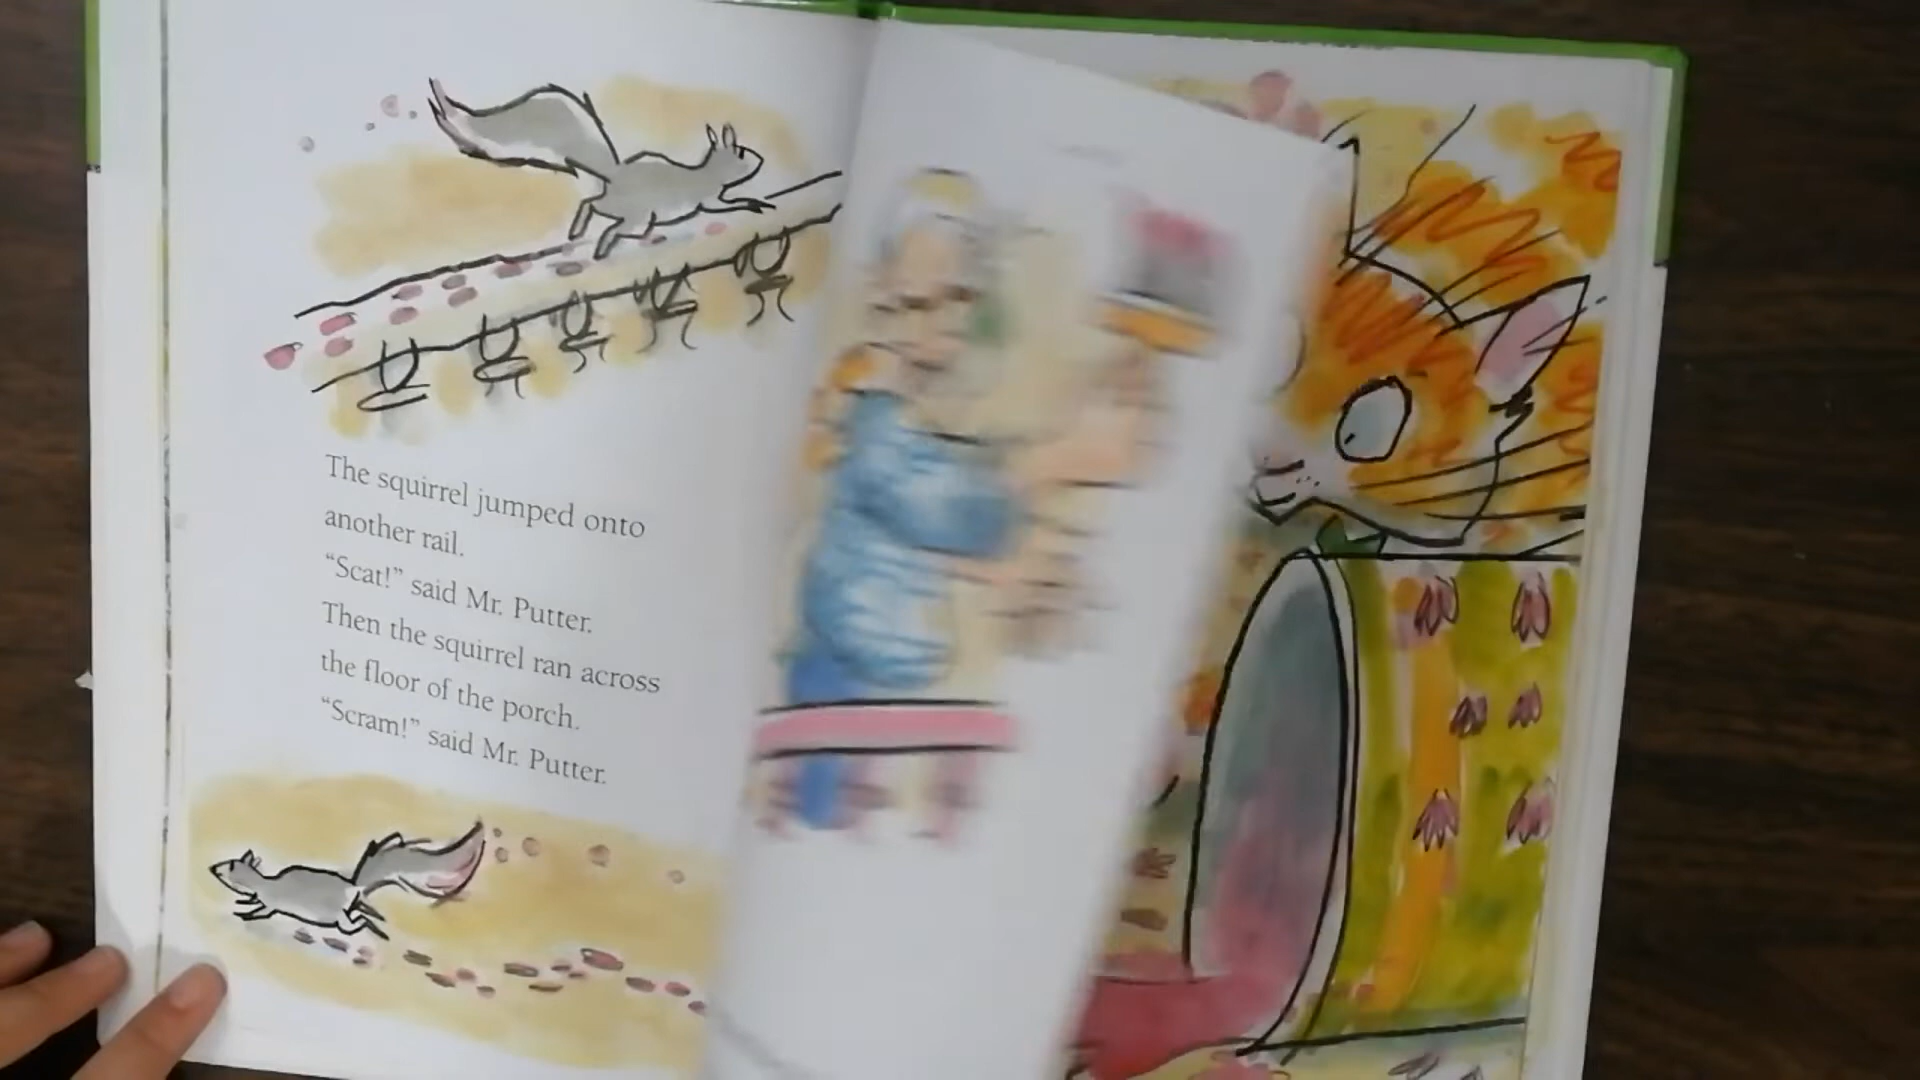 The squirrel jumped onto
another rail.
“Scat!” said Mr. Putter.
Then the squirrel ran across
the floor of the porch.
“Scram!” said Mr. Putter.